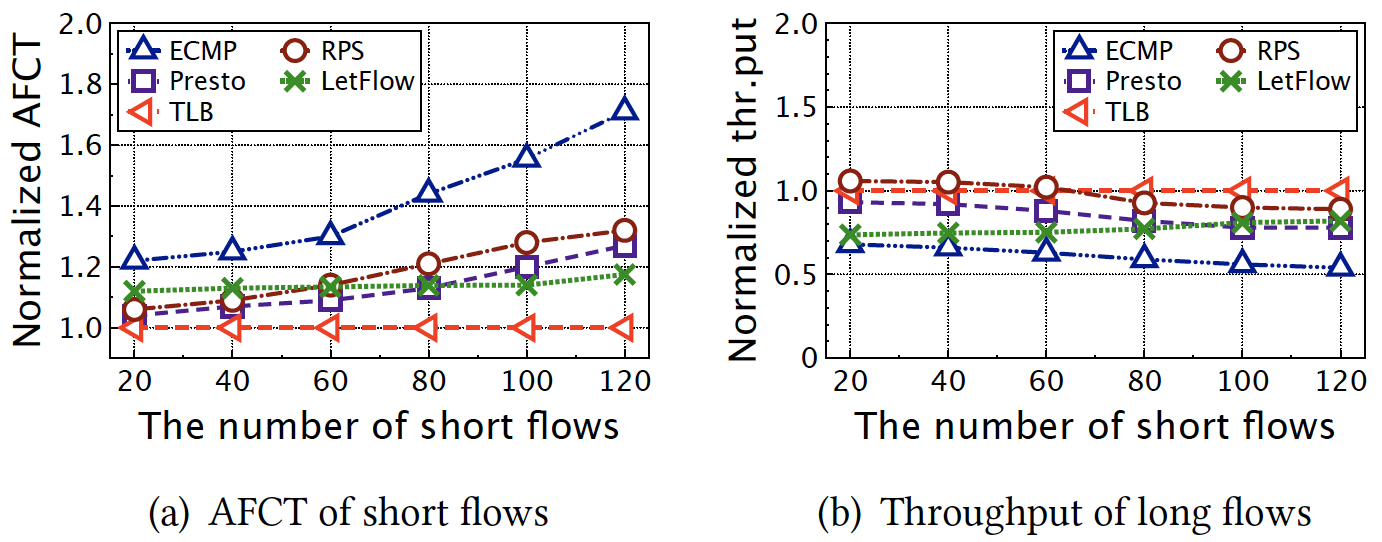 Normalized AFCT
2.0
1.8
1.6
1.4
1.2
1.0
ECMP RPS
Presto LetFlow
TLB
20 40 60 80 100 120
The number of short flows
(a) AFCT of short flows
Normalized thr.put
2.0
1.5
1.0
0.5
0
ECMP RPS
Presto LetFlow
TLB
20 40 60 80 100 120
The number of short flows
(b) Throughput of long flows